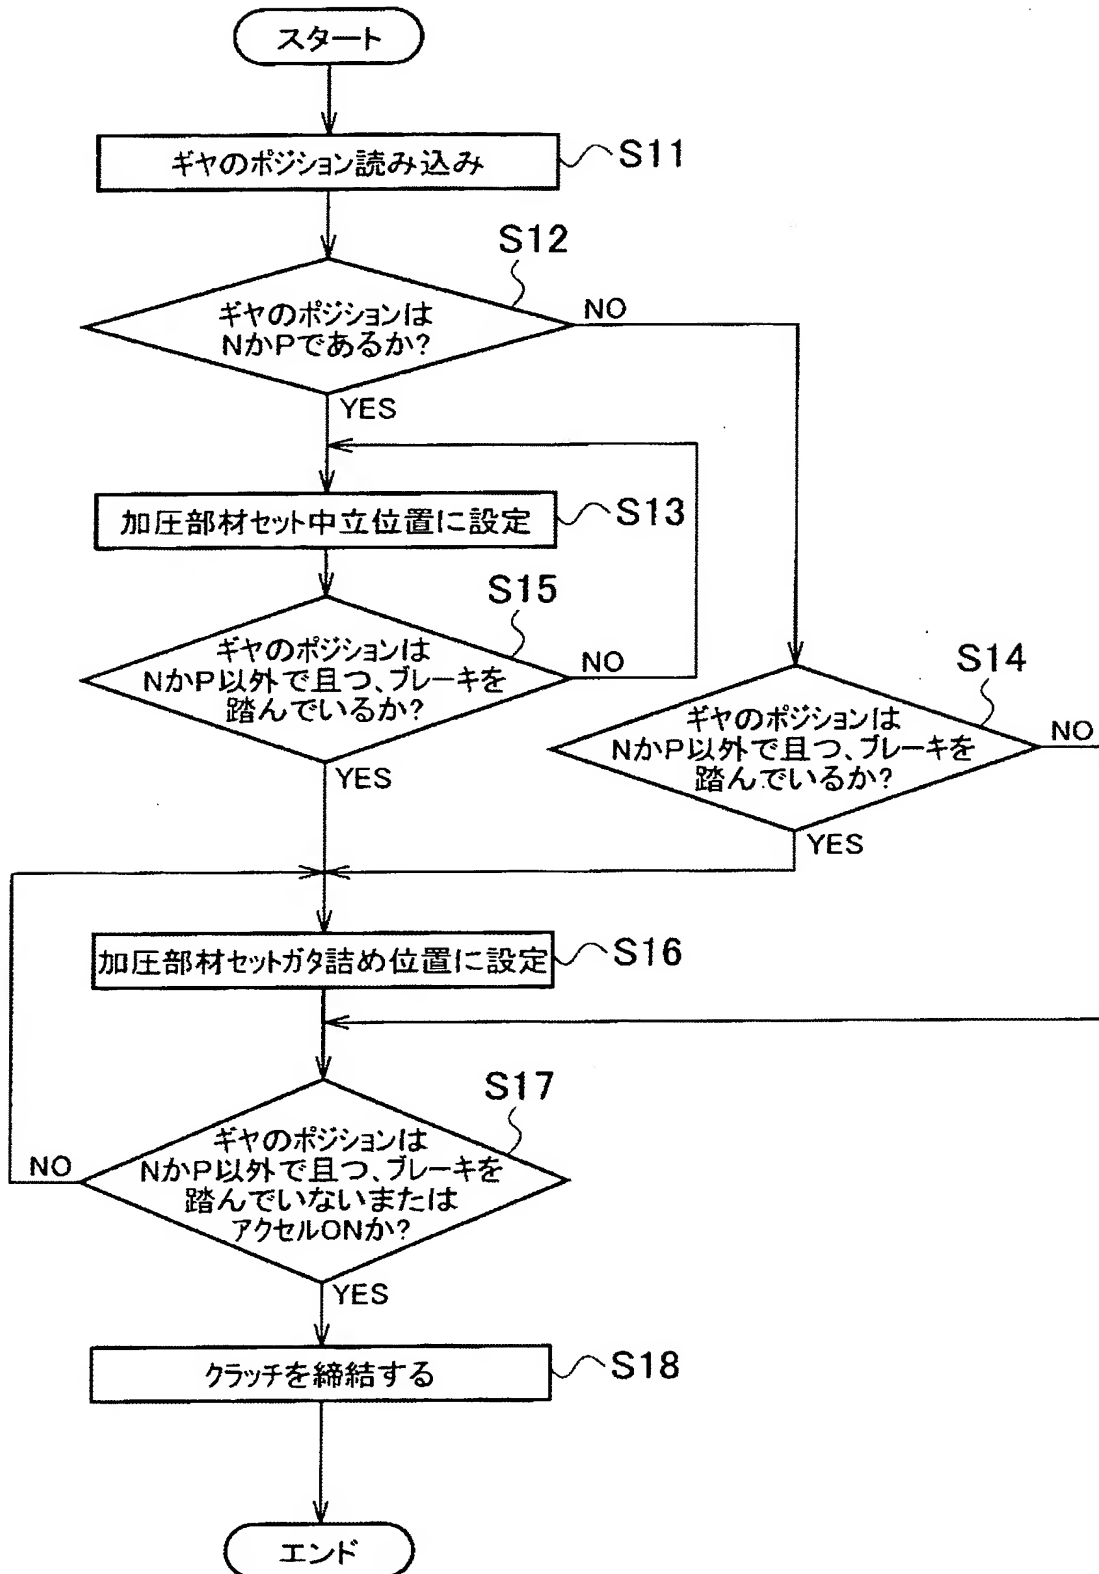 スタート
ギヤのポジション読み込み
S11
S12
ギヤのポジションは
NかPであるか?
NO
YES
加圧部材セット中立位置に設定
S13
S15
ギヤのポジションは
NかP以外で且つ、ブレーキを
踏んでいるか?
NO
YES
S14
ギヤのポジションは
NかP以外で且つ、ブレーキを
踏んでいるか?
NO
YES
加圧部材セットガタ詰め位置に設定
S16
S17
ギヤのポジションは
NかP以外で且つ、ブレーキを
踏んでいないまたは
アクセルONか?
NO
YES
クラッチを締結する
S18
エンド